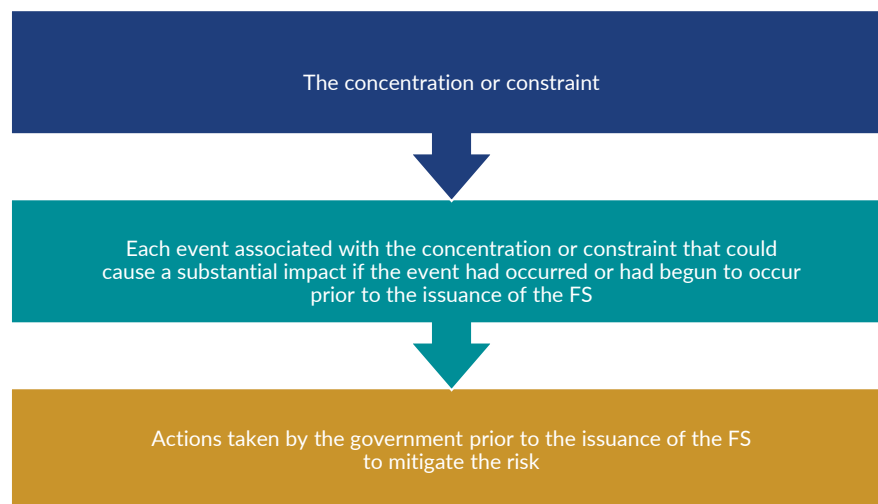 The concentration or constraint
Each event associated with the concentration or constraint that could
cause a substantial impact if the event had occurred or had begun to occur
prior to the issuance of the FS
Actions taken by the government prior to the issuance of the FS
to mitigate the risk